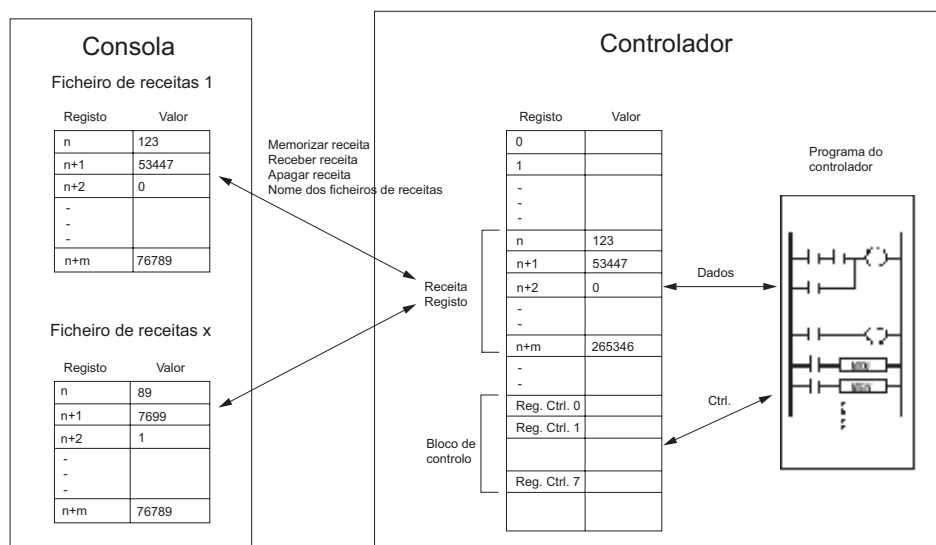 Consola
Ficheiro de receitas 1
Registo Valor
n 123
n+1 53447
n+2 0
-
-
-
n+m 76789
Ficheiro de receitas x
Registo Valor
n 89
n+1 7699
n+2 1
-
-
-
n+m 76789
Memorizar receita
Receber receita
Apagar receita
Nome dos ficheiros de receitas
Receita
Registo
Controlador
Registo Valor
0
1
-
-
-
n 123
n+1 53447
n+2 0
-
-
n+m 265346
-
-
Reg. Ctrl. 0
Reg. Ctrl. 1
Reg. Ctrl. 7
Bloco de
controlo
Dados
Ctrl.
Programa do
controlador